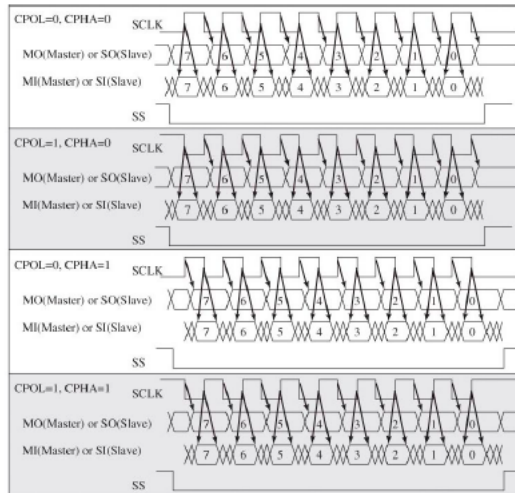 CPOL=0, CPHA=0
SCLK
MO(Master) or SO(Slave) 7 6 5 4 3 2 1 0
MI(Master) or SI(Slave) 7 6 5 4 3 2 1 0
SS
CPOL=1, CPHA=0
SCLK
MO(Master) or SO(Slave) 7 6 5 4 3 2 1 0
MI(Master) or SI(Slave) 7 6 5 4 3 2 1 0
SS
CPOL=0, CPHA=1
SCLK
MO(Master) or SO(Slave) 7 6 5 4 3 2 1 0
MI(Master) or SI(Slave) 7 6 5 4 3 2 1 0
SS
CPOL=1, CPHA=1
SCLK
MO(Master) or SO(Slave) 7 6 5 4 3 2 1 0
MI(Master) or SI(Slave) 7 6 5 4 3 2 1 0
SS